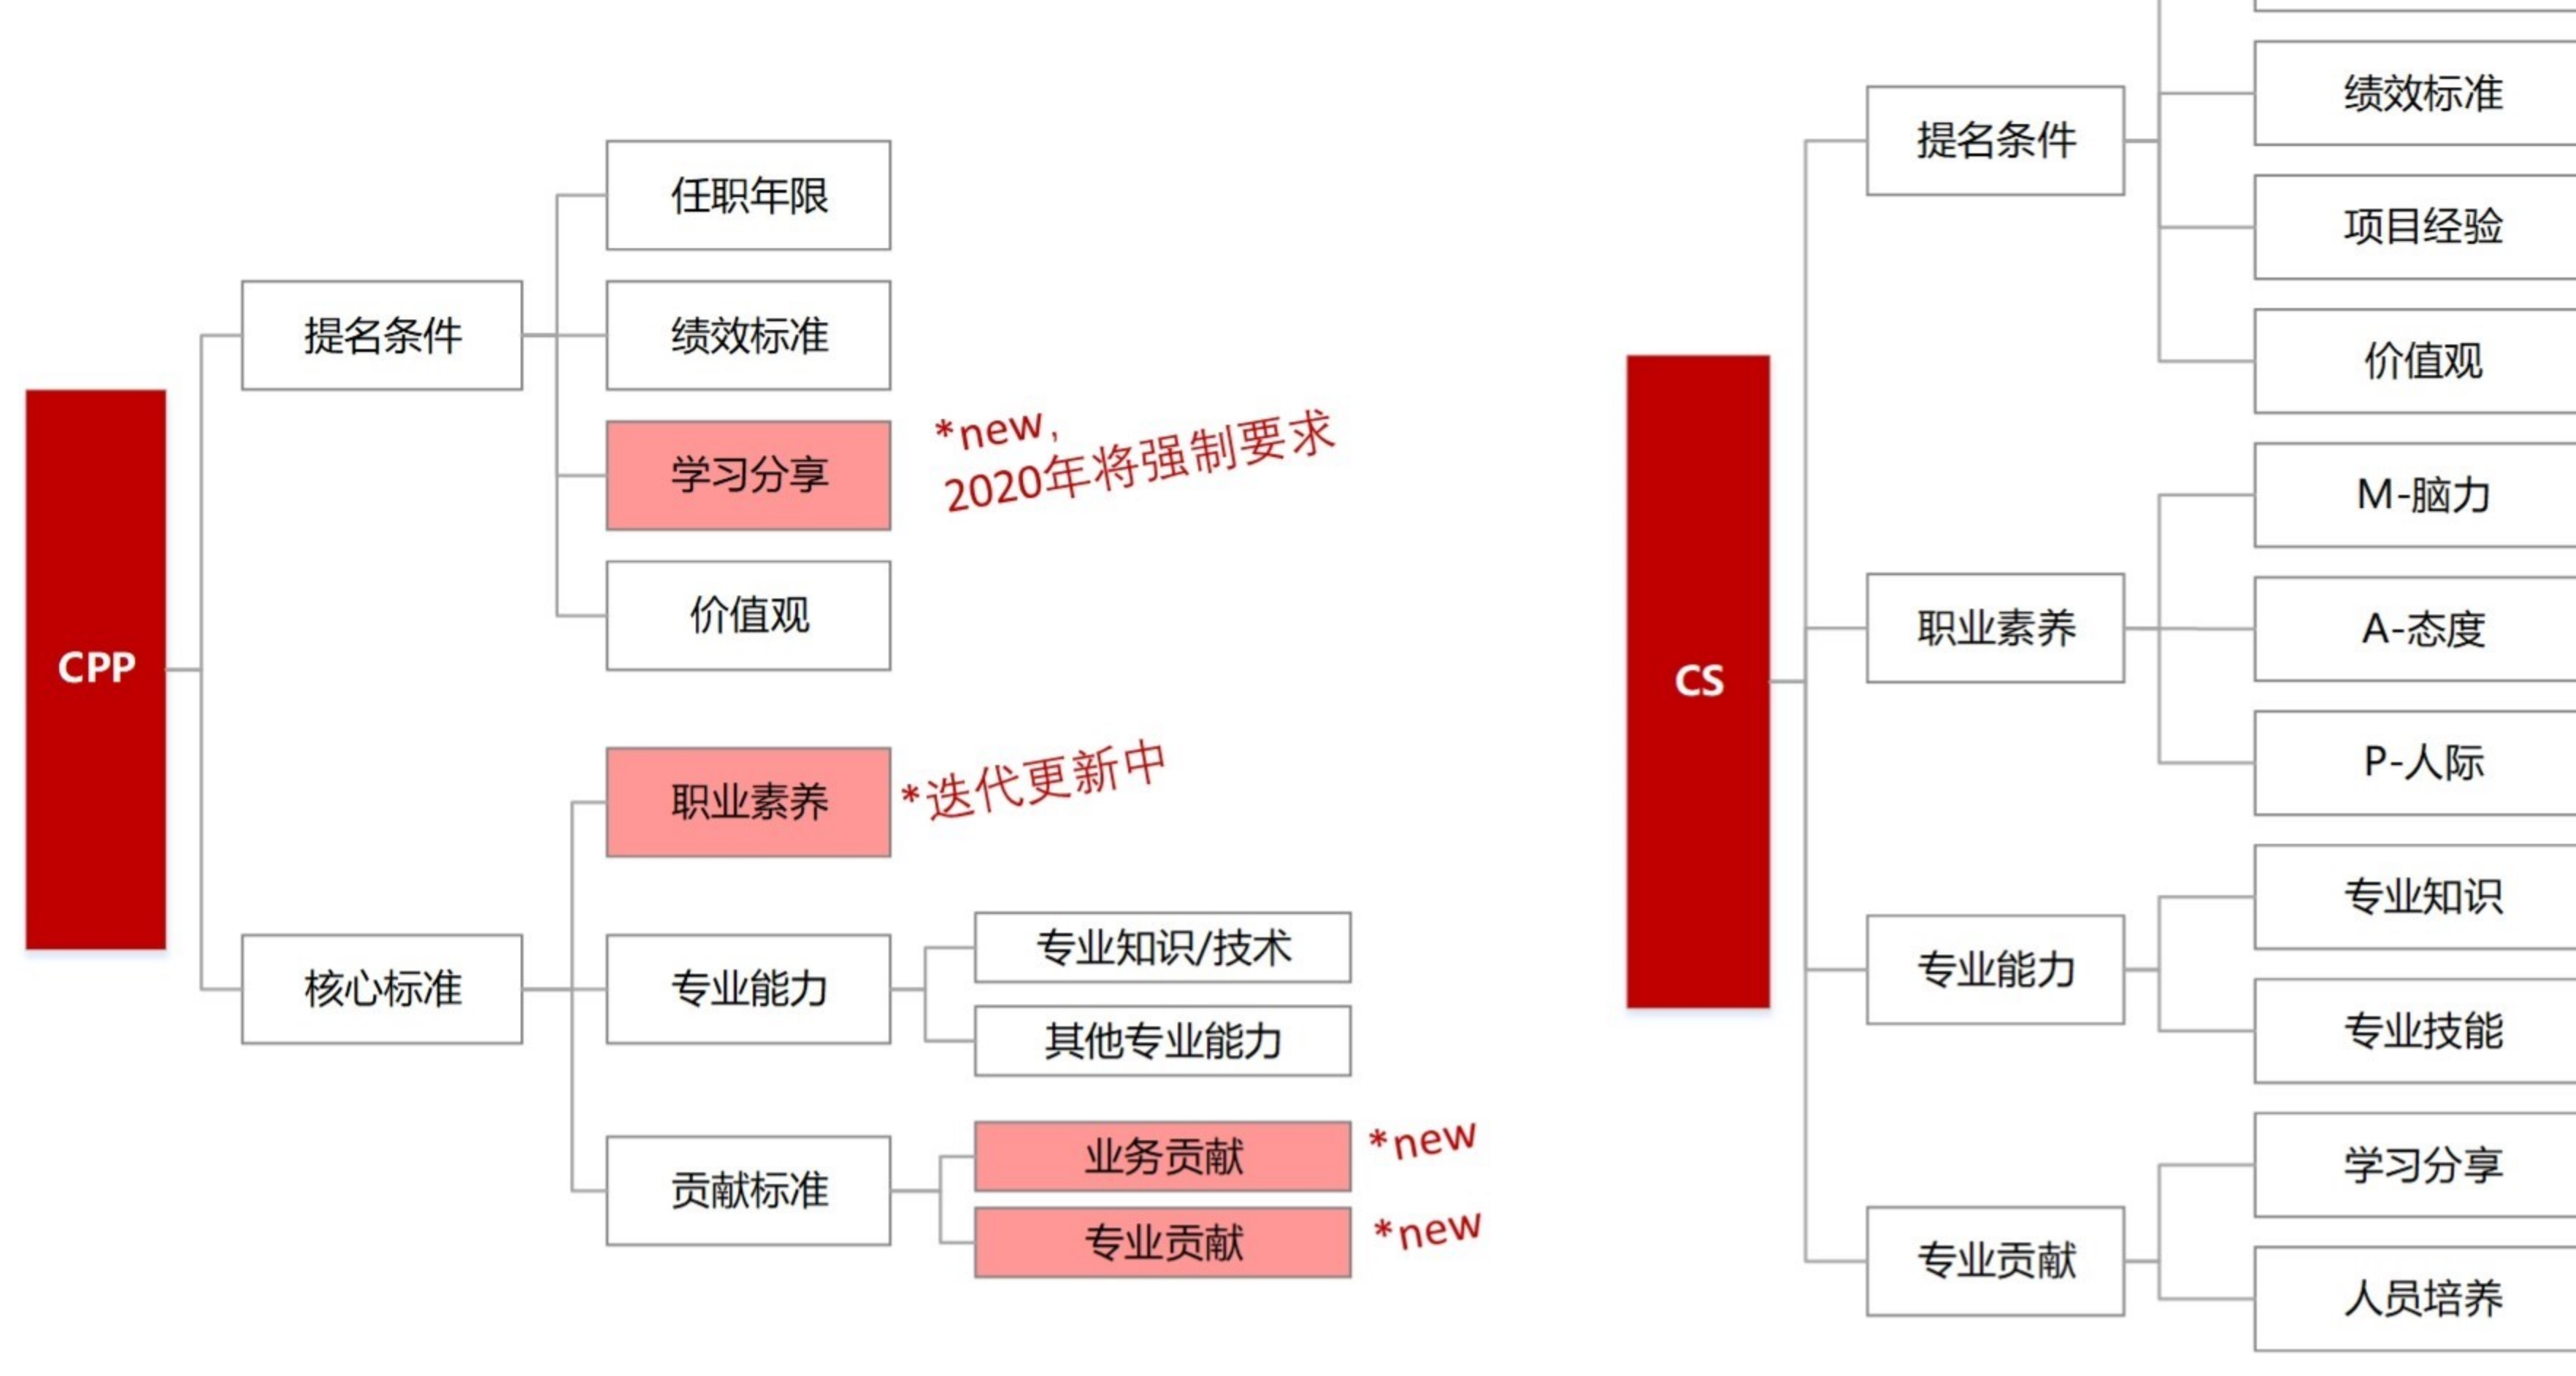 CPP
提名条件
任职年限
绩效标准
学习分享
*new,
2020年将强制要求
价值观
核心标准
职业素养
*迭代更新中
专业能力
专业知识/技术
其他专业能力
贡献标准
业务贡献
*new
专业贡献
*new
CS
提名条件
绩效标准
项目经验
价值观
职业素养
M-脑力
A-态度
P-人际
专业能力
专业知识
专业技能
专业贡献
学习分享
人员培养